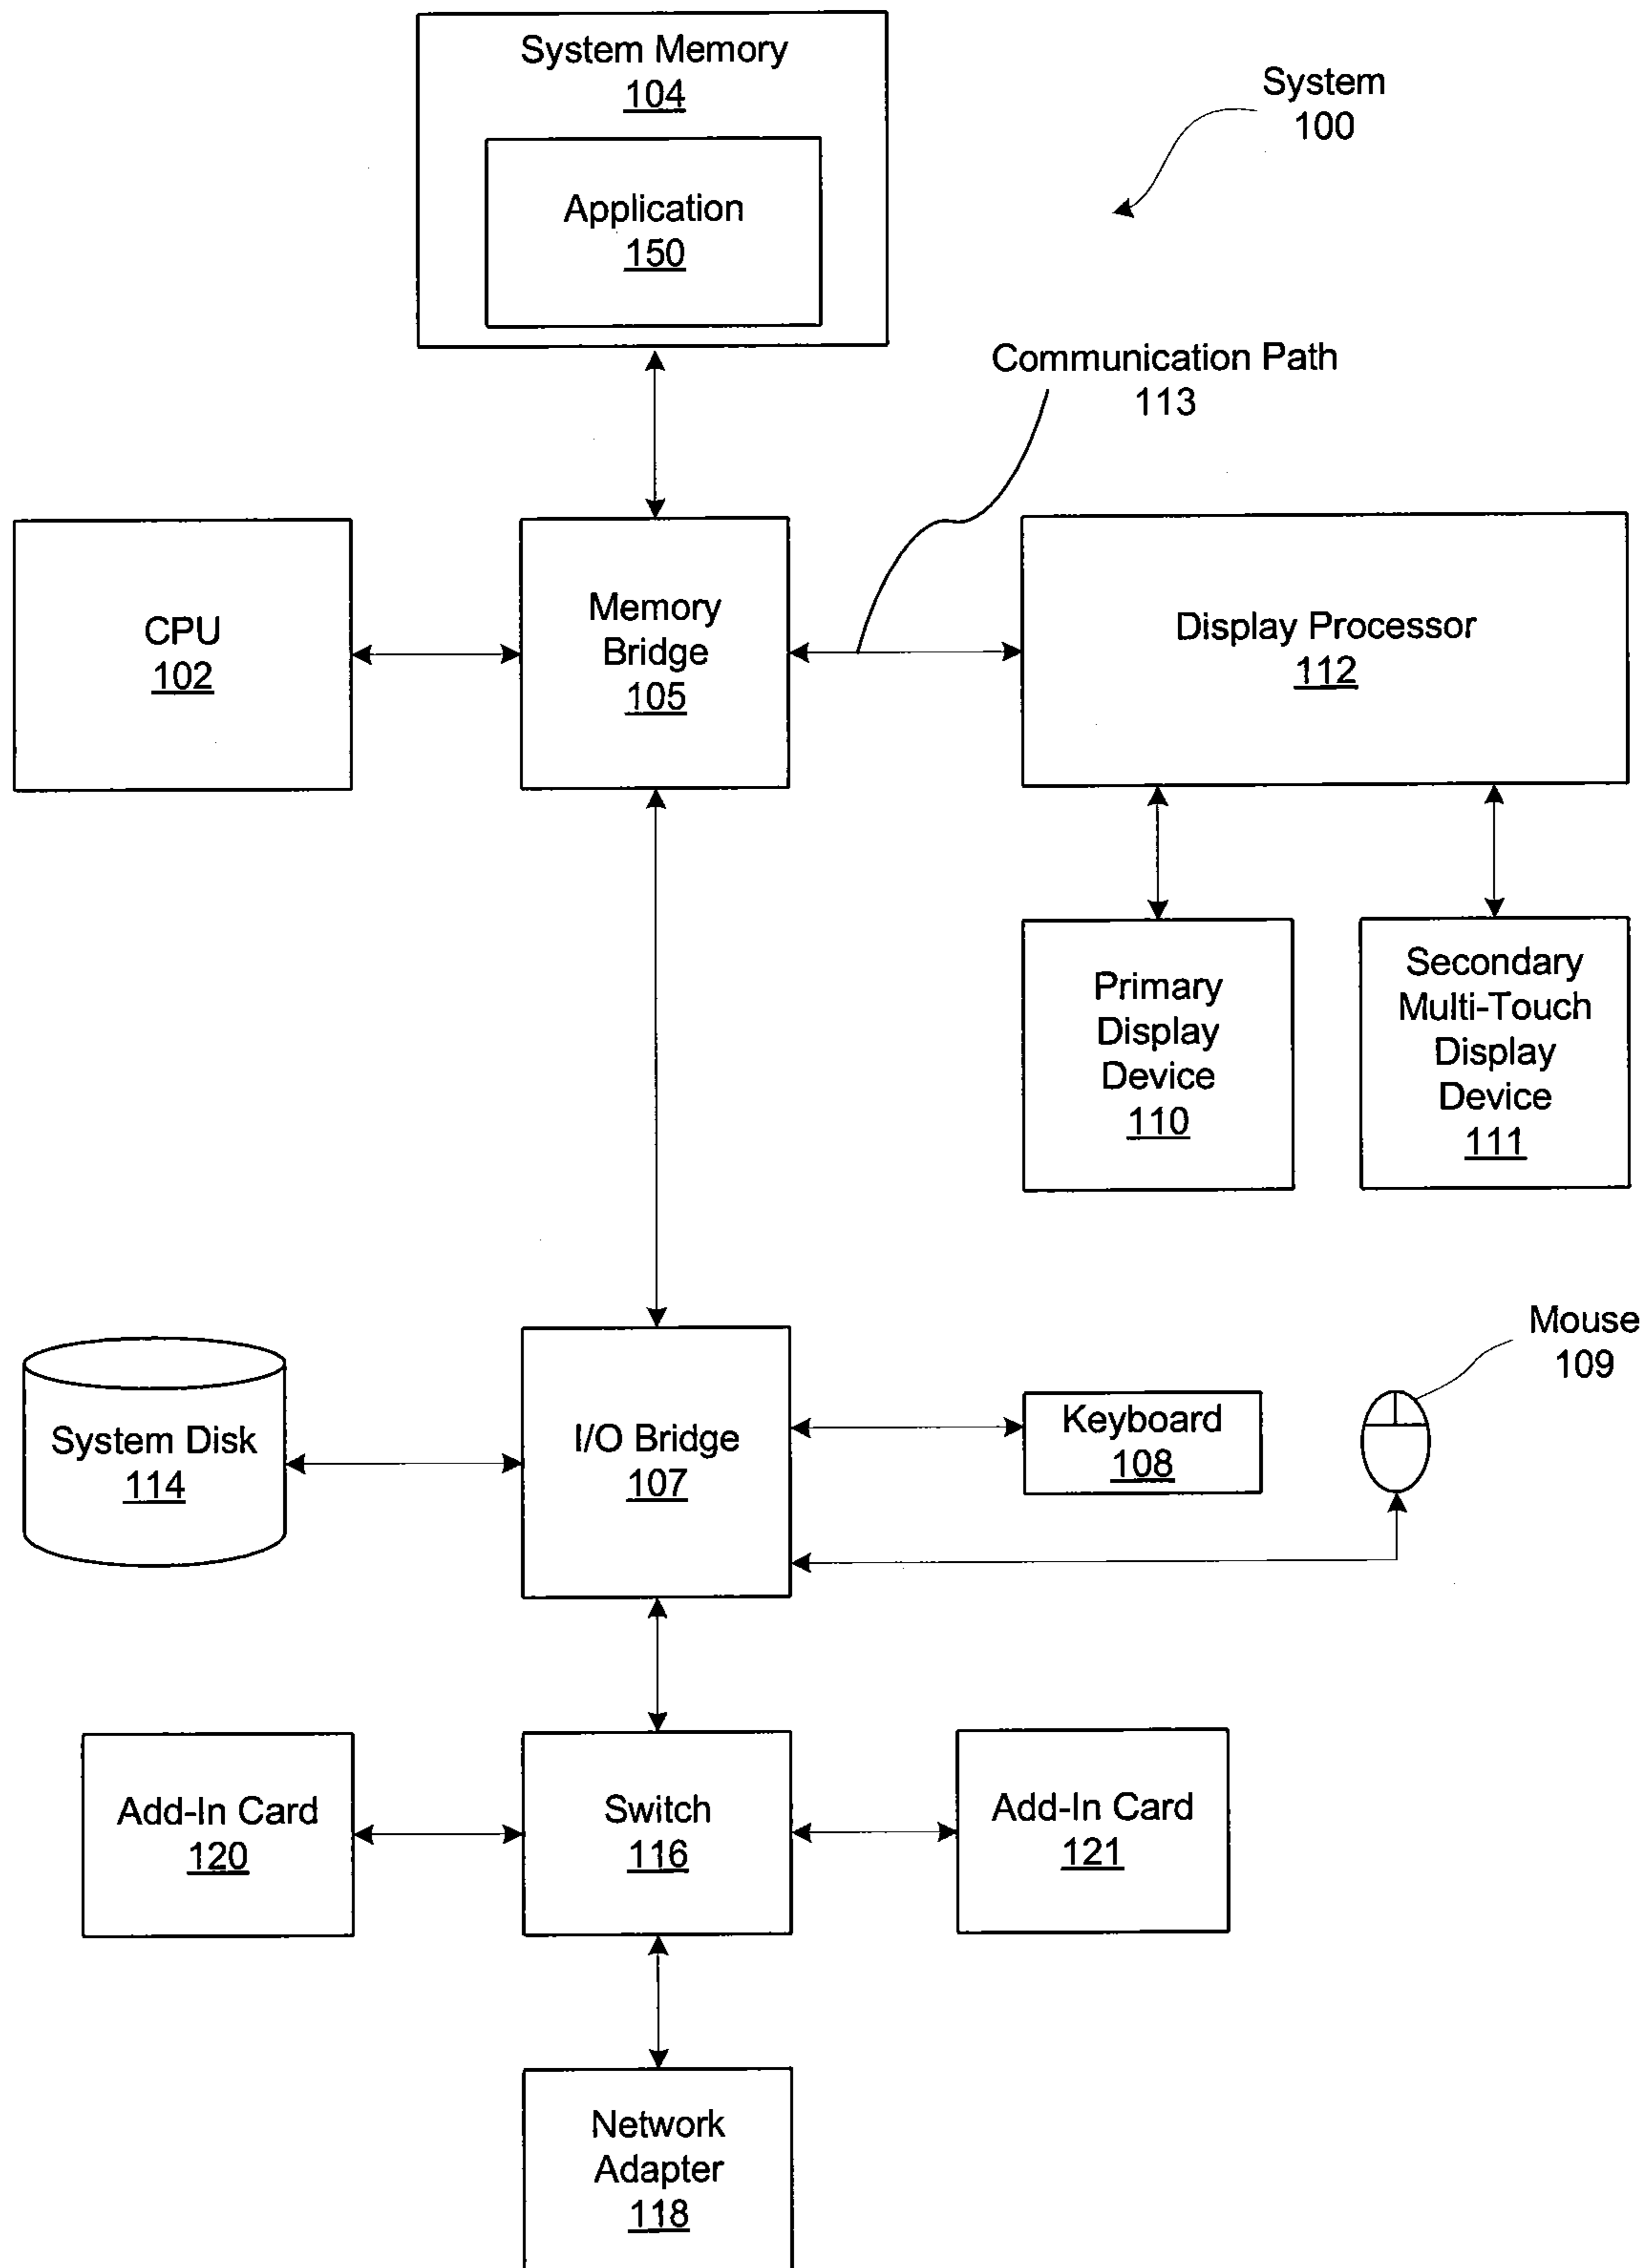 System Memory
104
System
100
Application
150
Communication Path
113
CPU
102
Memory
Bridge
105
Display Processor
112
Primary
Display
Device
110
Secondary
Multi-Touch
Display
Device
111
Mouse
109
System Disk
114
I/O Bridge
107
Keyboard
108
Add-In Card
120
Switch
116
Add-In Card
121
Network
Adapter
118